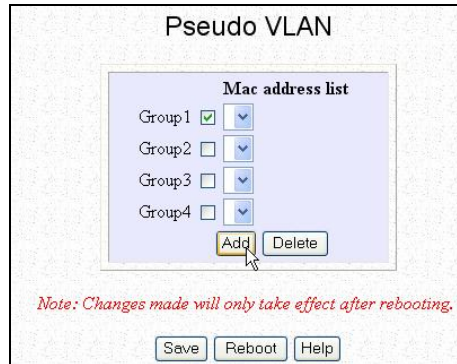 Pseudo VLAN
Mac address list
Group1
Group2
Group3
Group4
Add Delete
Note: Changes made will only take effect after rebooting.
Save Reboot Help